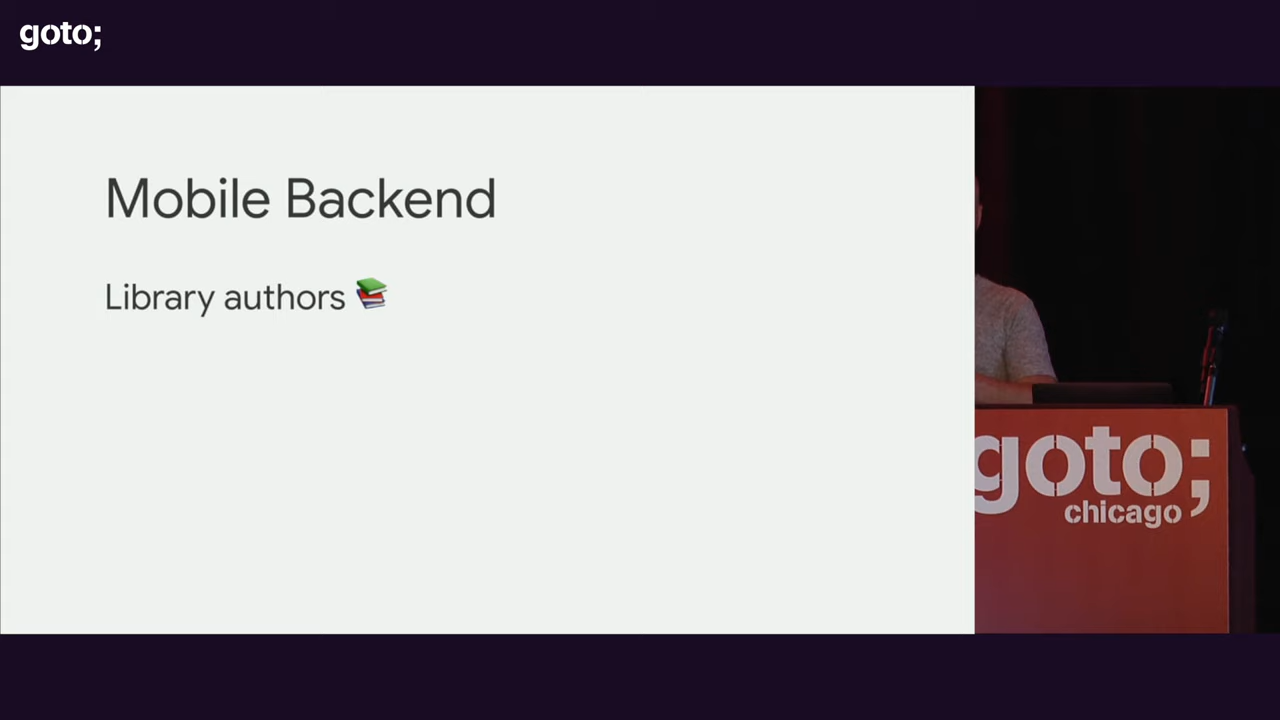 goto;
Mobile Backend
Library authors 📚
goto;
chicago